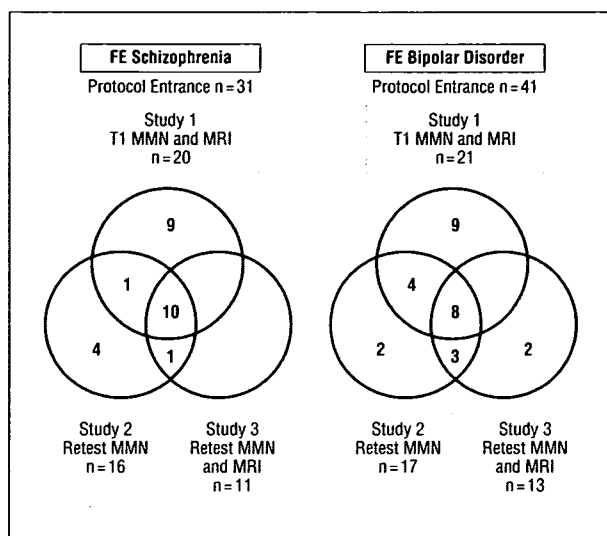 FE Schizophrenia
Protocol Entrance n=31
Study 1
T1 MMN and MRI
n=20
9
1
10
4
1
Study 2
Retest MMN
n=16
Study 3
Retest MMN
and MRI
n=11
FE Bipolar Disorder
Protocol Entrance n=41
Study 1
T1 MMN and MRI
n=21
9
4
8
2
3
2
Study 2
Retest MMN
n=17
Study 3
Retest MMN
and MRI
n=13